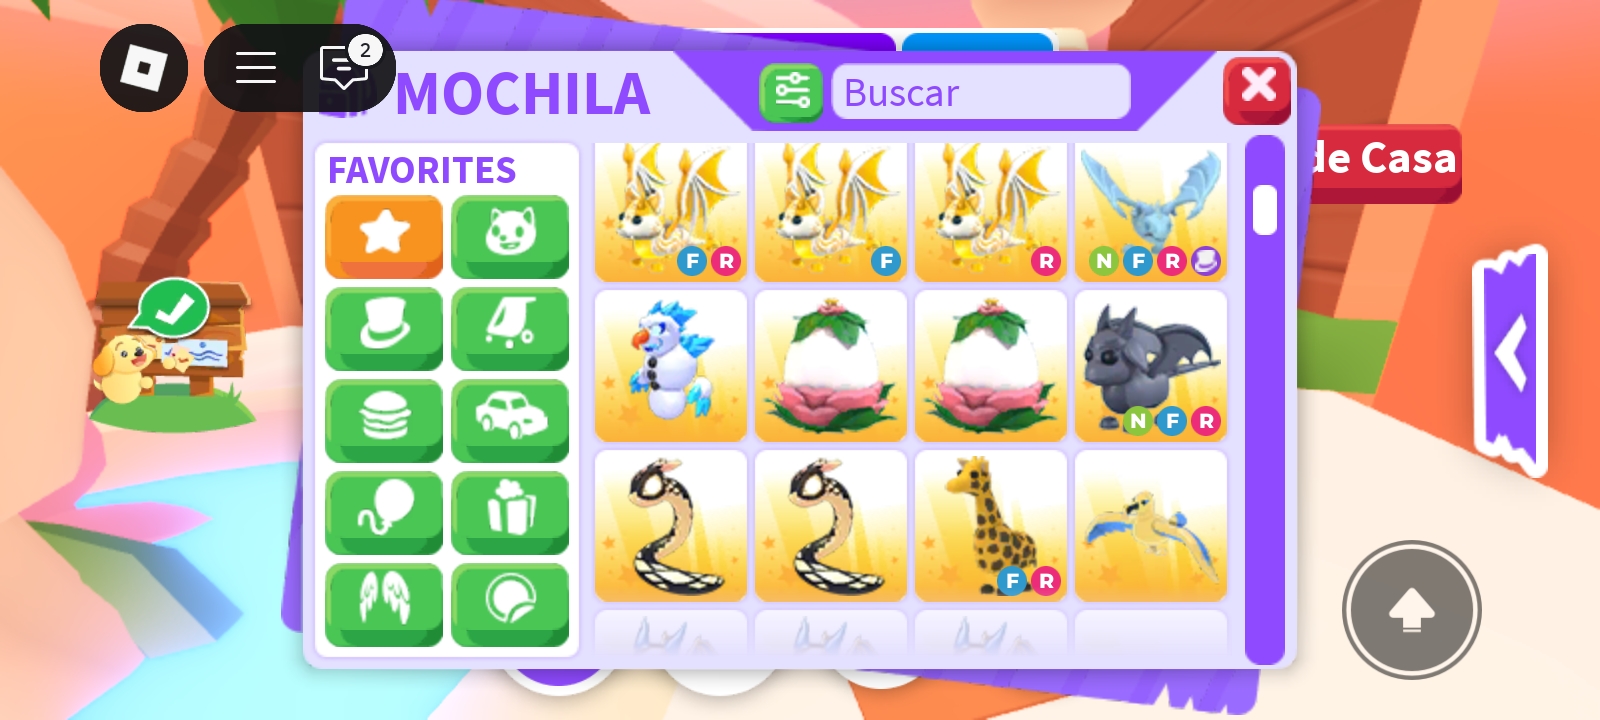 2
MOCHILA
Buscar
FAVORITES
de Casa
F R
F
R
N F R
N F R
F R